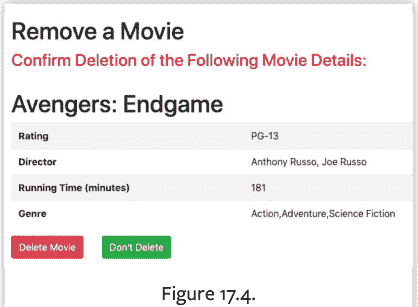 Remove a Movie
Confirm Deletion of the Following Movie Details:
Avengers: Endgame
Rating PG-13
Director Anthony Russo, Joe Russo
Running Time (minutes) 181
Genre Action,Adventure,Science Fiction
Delete Movie Don't Delete
Figure 17.4.